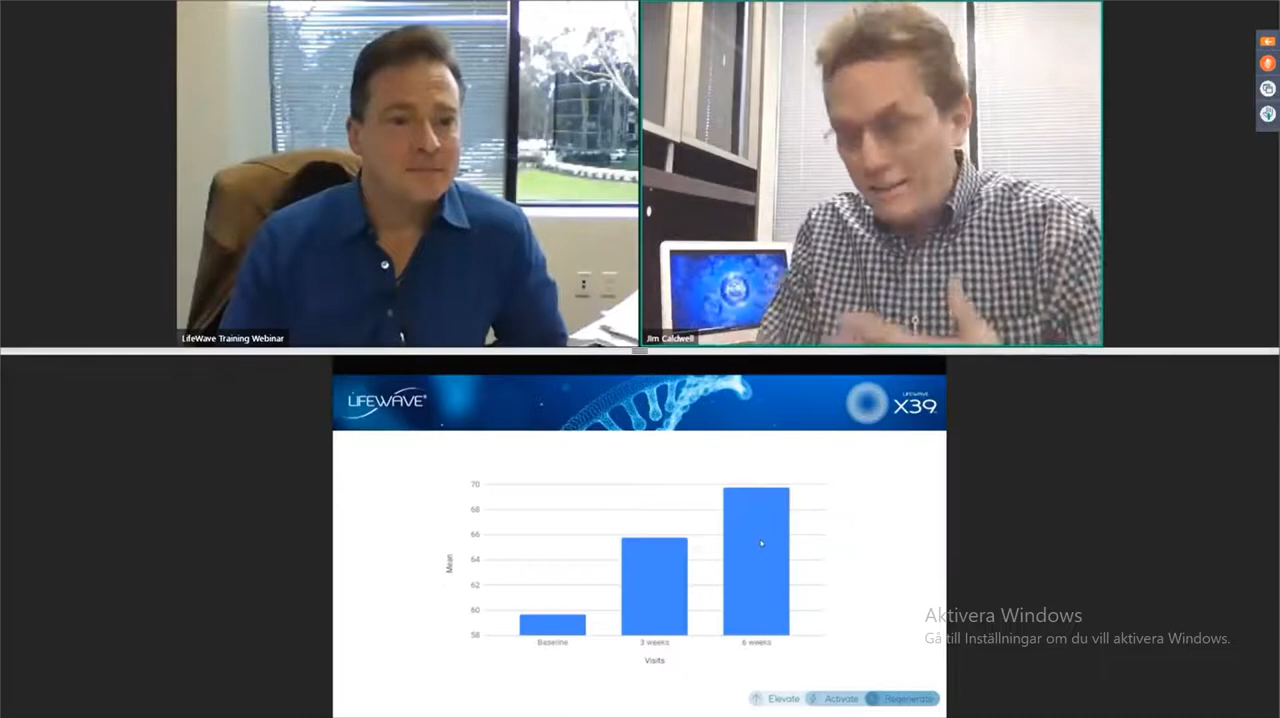 LifeWave Training Webinar
Jim Caldwell
LIFEWAVE
LIFEWAVE
X39
70
68
66
64
62
60
58
Mean
Baseline
3 weeks
6 weeks
Visits
Elevate
Activate
Regenerate
Aktivera Windows
Gå till Inställningar om du vill aktivera Windows.